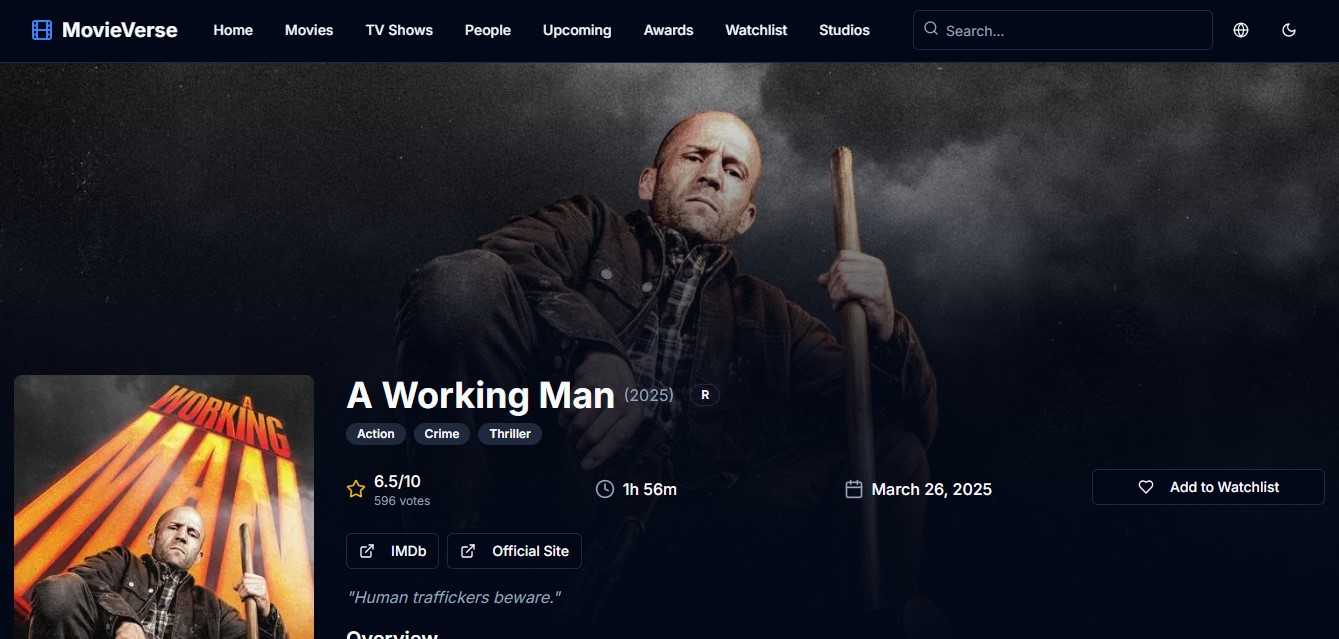 MovieVerse Home Movies TV Shows People Upcoming Awards Watchlist Studios Search...
A Working Man (2025) R
Action Crime Thriller
6.5/10
596 votes
1h 56m
March 26, 2025
Add to Watchlist
IMDb Official Site
"Human traffickers beware."
Overview
A
WORKING
MAN